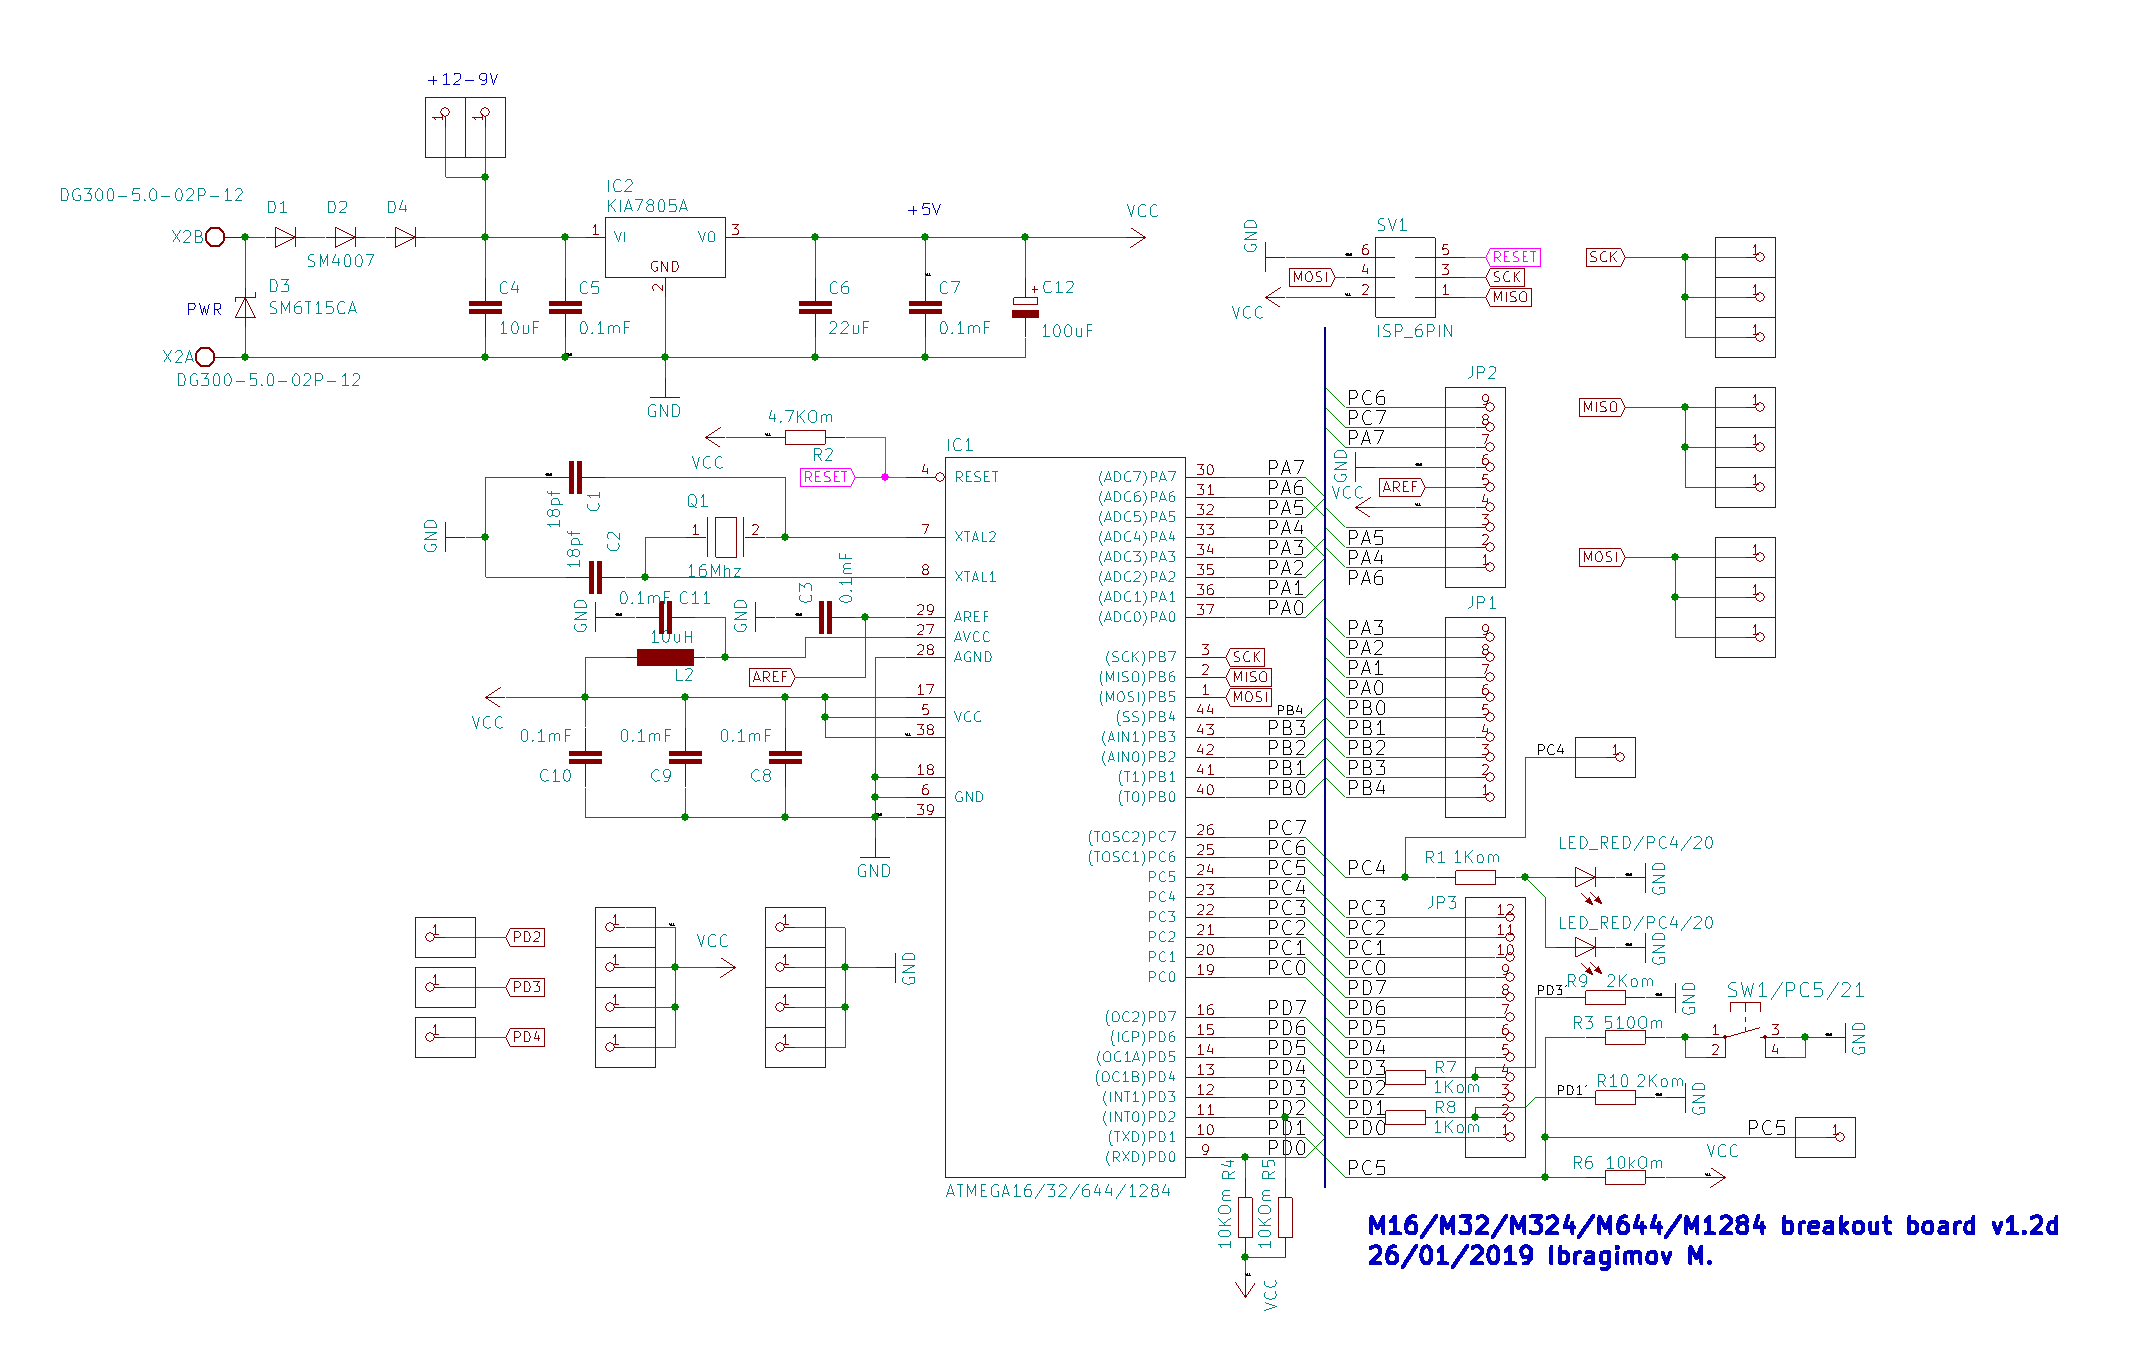 +12-9V
1 1
DG300-5.0-02P-12
X2B
D1 D2 D4
SM4007
D3
SM6T15CA
PWR
X2A
DG300-5.0-02P-12
IC2
KIA7805A
1 VI VO 3
GND
2
C4
10uF
C5
0.1mF
GND
+5V
VCC
C6
22uF
C7
0.1mF
+ C12
100uF
GND
SV1
6 5 RESET
MOSI 4 3 SCK
VCC 2 1 MISO
ISP_6PIN
SCK
1
1
1
MISO
1
1
1
MOSI
1
1
1
4.7KOm
R2
VCC
RESET
GND
18pf
C1
18pf
C2
Q1
1 2
16Mhz
0.1mF C11
GND
10uH
L2
GND
C3
0.1mF
AREF
VCC
0.1mF
C10
0.1mF
C9
0.1mF
C8
GND
IC1
4 RESET
7 XTAL2
8 XTAL1
29 AREF
27 AVCC
28 AGND
17
5 VCC
38
18
6 GND
39
(ADC7)PA7 30 PA7
(ADC6)PA6 31 PA6
(ADC5)PA5 32 PA5
(ADC4)PA4 33 PA4
(ADC3)PA3 34 PA3
(ADC2)PA2 35 PA2
(ADC1)PA1 36 PA1
(ADC0)PA0 37 PA0
(SCK)PB7 3 SCK
(MISO)PB6 2 MISO
(MOSI)PB5 1 MOSI
(SS)PB4 44 PB4
(AIN1)PB3 43 PB3
(AIN0)PB2 42 PB2
(T1)PB1 41 PB1
(T0)PB0 40 PB0
(TOSC2)PC7 26 PC7
(TOSC1)PC6 25 PC6
PC5 24 PC5
PC4 23 PC4
PC3 22 PC3
PC2 21 PC2
PC1 20 PC1
PC0 19 PC0
(OC2)PD7 16 PD7
(ICP)PD6 15 PD6
(OC1A)PD5 14 PD5
(OC1B)PD4 13 PD4
(INT1)PD3 12 PD3
(INT0)PD2 11 PD2
(TXD)PD1 10 PD1
(RXD)PD0 9 PD0
ATMEGA16/32/644/1284
10KOm R4
10KOm R5
VCC
JP2
PC6 9
PC7 8
PA7 7
GND 6
AREF 5
VCC 4
3
PA5 2
PA4 1
PA6
JP1
PA3 9
PA2 8
PA1 7
PA0 6
PB0 5
PB1 4
PB2 3
PB3 2
PB4 1
PC4 1
PC4
R1 1Kom
LED_RED/PC4/20
GND
LED_RED/PC4/20
GND
JP3
PC3 12
PC2 11
PC1 10
PC0 9
PD7 8
PD6 7
PD5 6
PD4 5
PD3 4
PD2 3
PD1 2
PD0 1
PC5
R7
1Kom
R8
1Kom
PD3'
R9 2Kom
GND
SW1/PC5/21
R3 510Om
1 3
2 4
GND
PD1'
R10 2Kom
GND
PC5 1
R6 10kOm
VCC
1 PD2
1 PD3
1 PD4
1
1
1
1
VCC
1
1
1
1
GND
M16/M32/M324/M644/M1284 breakout board v1.2d
26/01/2019 Ibragimov M.